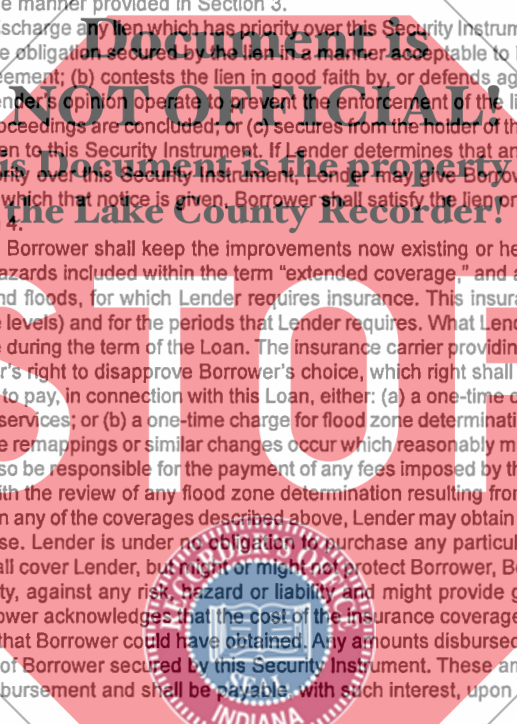 e manner provided in Section 3.
scharge any lien which has priority over this Security Instrum
Document is
e obligation secured by the lien in a manner acceptable to
eement; (b) contests the lien in good faith by, or defends ag
ender's opinion operate to prevent the enforcement of the li
NOT OFFICIAL!
oceedings are concluded; or (c) secures from the holder of th
en to this Security Instrument. If Lender determines that an
is Document is the property
ority over this Security Instrument, Lender may give Borrow
which that notice is given, Borrower shall satisfy the lien or
the Lake County Recorder!
4.
Borrower shall keep the improvements now existing or he
azards included within the term "extended coverage," and a
nd floods, for which Lender requires insurance. This insura
e levels) and for the periods that Lender requires. What Lend
e during the term of the Loan. The insurance carrier providin
STOP
r's right to disapprove Borrower's choice, which right shall
to pay, in connection with this Loan, either: (a) a one-time c
services; or (b) a one-time charge for flood zone determinati
e remappings or similar changes occur which reasonably m
so be responsible for the payment of any fees imposed by th
ith the review of any flood zone determination resulting from
n any of the coverages described above, Lender may obtain
se. Lender is under no obligation to purchase any particul
all cover Lender, but might or might not protect Borrower, Bo
ty, against any risk, hazard or liability and might provide g
ower acknowledges that the cost of the insurance coverage
that Borrower could have obtained. Any amounts disbursed
of Borrower secured by this Security Instrument. These am
bursement and shall be payable, with such interest, upon
RECORDER'S OFFICE
SEAL
INDIANA